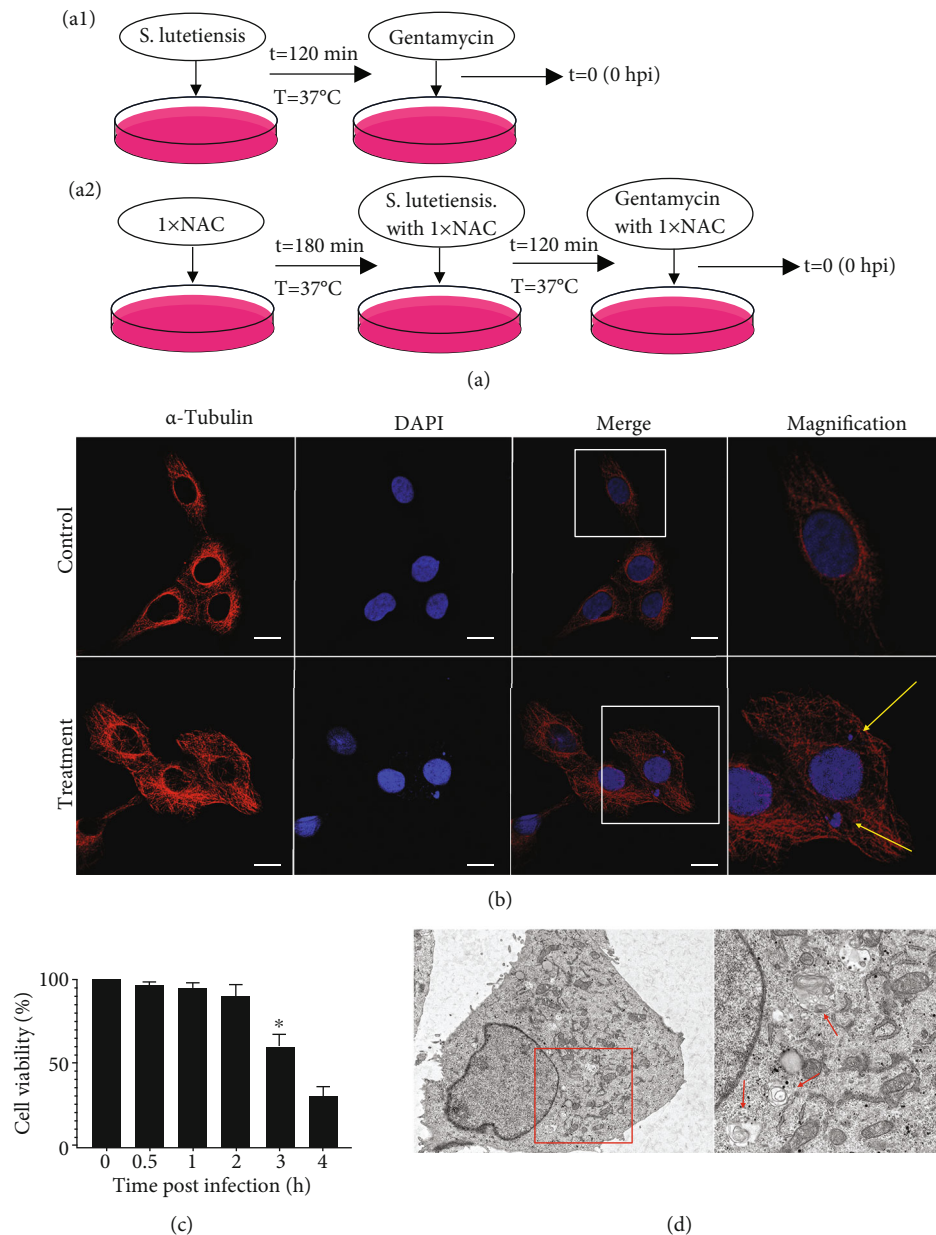 (a1)
S. lutetiensis
t=120 min
T=37°C
Gentamycin
t=0 (0 hpi)
(a2)
1×NAC
t=180 min
T=37°C
S. lutetiensis.
with 1×NAC
t=120 min
T=37°C
Gentamycin
with 1×NAC
t=0 (0 hpi)
(a)
α-Tubulin
DAPI
Merge
Magnification
Control
Treatment
(b)
Cell viability (%)
100
50
0
*
0 0.5 1 2 3 4
Time post infection (h)
(c)
(d)